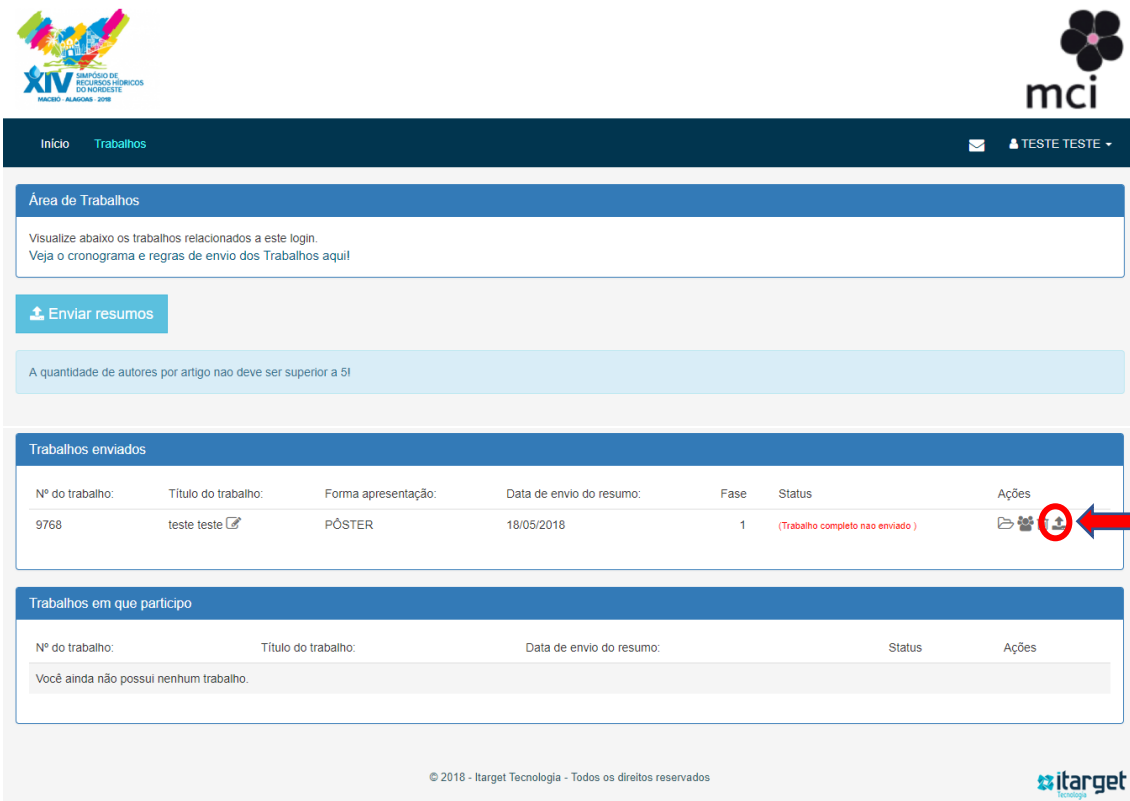 XIV SIMPÓSIO DE
RECURSOS HÍDRICOS
DO NORDESTE
MACEIO - ALAGOAS - 2018
mci
Início Trabalhos TESTE TESTE
Área de Trabalhos
Visualize abaixo os trabalhos relacionados a este login.
Veja o cronograma e regras de envio dos Trabalhos aqui!
Enviar resumos
A quantidade de autores por artigo nao deve ser superior a 5!
Trabalhos enviados
Nº do trabalho: Título do trabalho: Forma apresentação: Data de envio do resumo: Fase Status Ações
9768 teste teste PÔSTER 18/05/2018 1 (Trabalho completo nao enviado )
Trabalhos em que participo
Nº do trabalho: Título do trabalho: Data de envio do resumo: Status Ações
Você ainda não possui nenhum trabalho.
© 2018 - Itarget Tecnologia - Todos os direitos reservados
itarget
Tecnologia